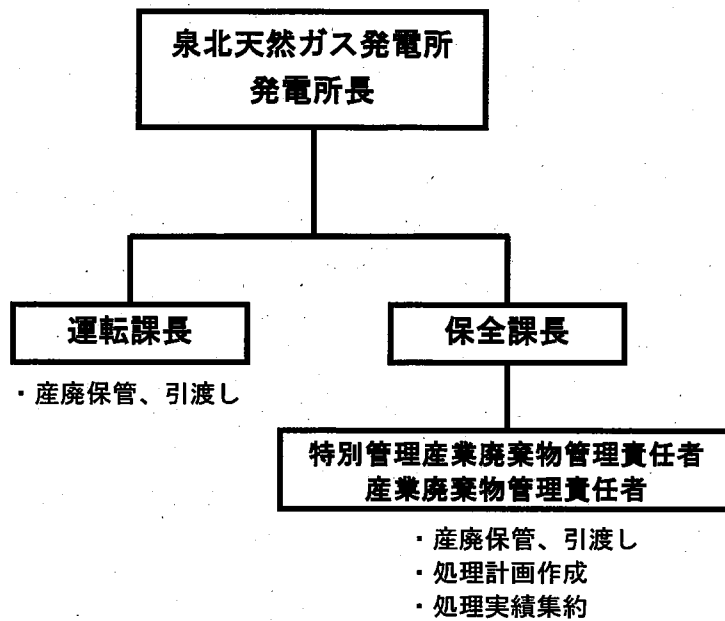 泉北天然ガス発電所
発電所長
運転課長
・産廃保管、引渡し
保全課長
特別管理産業廃棄物管理責任者
産業廃棄物管理責任者
・産廃保管、引渡し
・処理計画作成
・処理実績集約